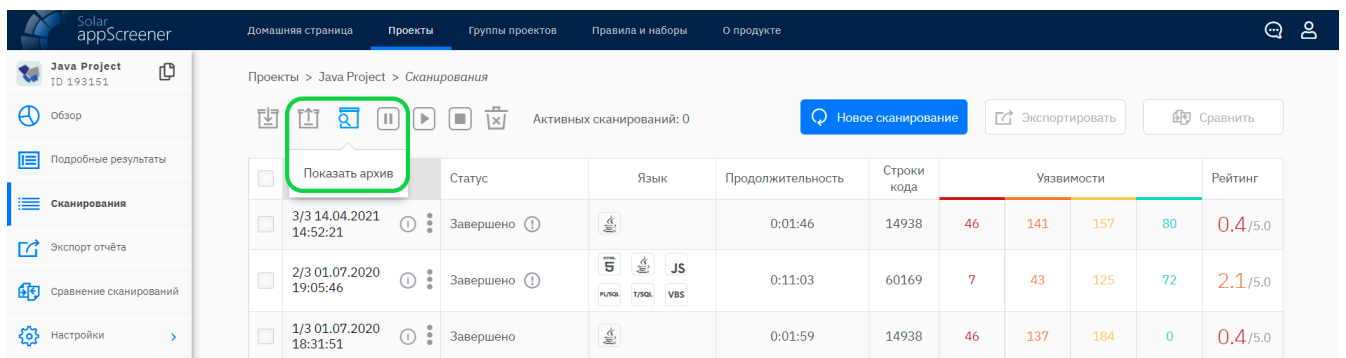 Solar
appScreener
Домашняя страница Проекты Группы проектов Правила и наборы О продукте
Java Project
ID 193151
Обзор
Подробные результаты
Сканирования
Экспорт отчёта
Сравнение сканирований
Настройки
Проекты > Java Project > Сканирования
Активных сканирований: 0
Новое сканирование
Экспортировать
Сравнить
Показать архив
Статус Язык Продолжительность Строки кода Уязвимости Рейтинг
3/3 14.04.2021
14:52:21
Завершено 0:01:46 14938 46 141 157 80 0.4/5.0
2/3 01.07.2020
19:05:46
Завершено
HTML 5 JS
PL/SQL T/SQL VBS
0:11:03 60169 7 43 125 72 2.1/5.0
1/3 01.07.2020
18:31:51
Завершено 0:01:59 14938 46 137 184 0 0.4/5.0